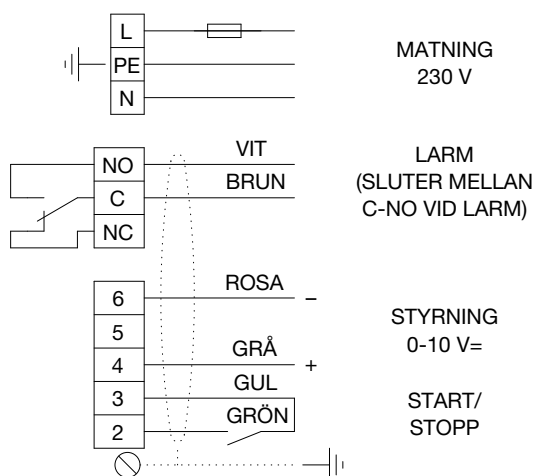 L
PE
N
MATNING
230 V
NO
C
NC
VIT
BRUN
LARM
(SLUTER MELLAN
C-NO VID LARM)
6
5
4
3
2
ROSA
–
GRÅ
+
GUL
GRÖN
STYRNING
0-10 V=
START/
STOPP